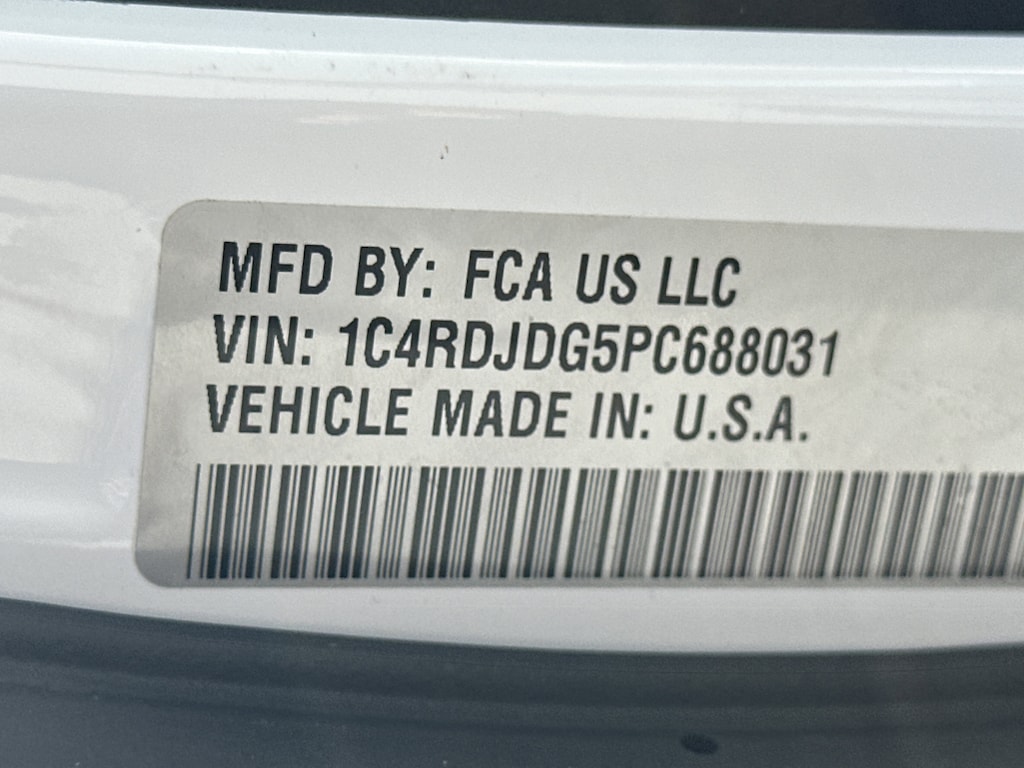 MFD BY: FCA US LLC
VIN: 1C4RDJDG5PC688031
VEHICLE MADE IN: U.S.A.